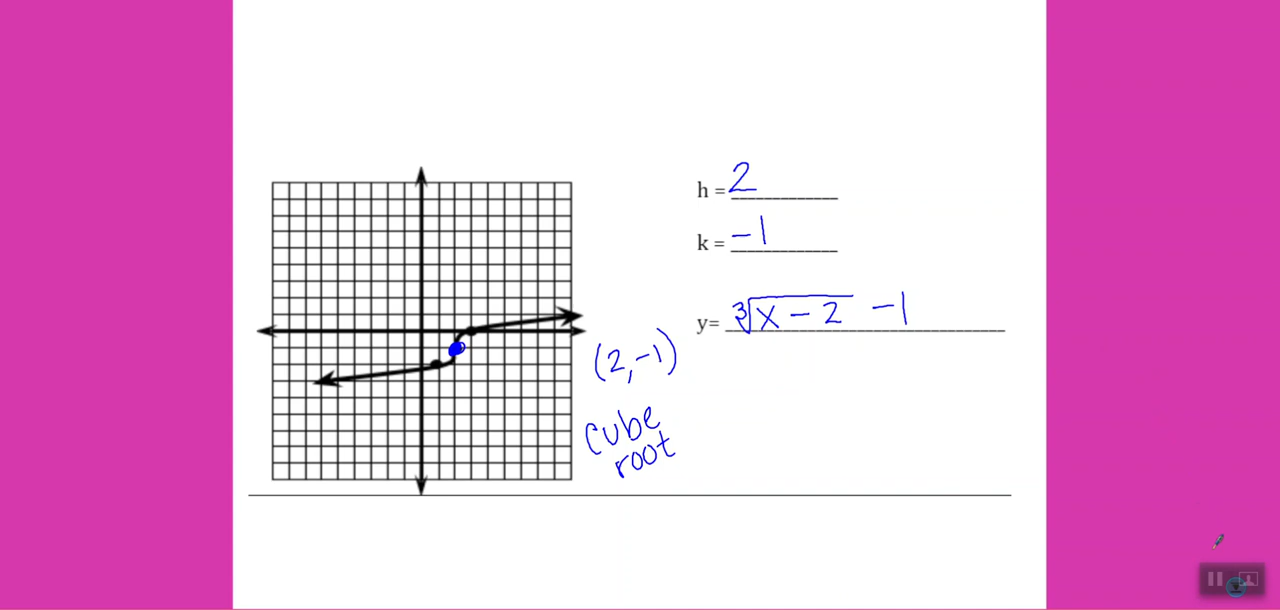 h = 2
k = -1
y= ∛x - 2 -1
(2,-1)
cube
root